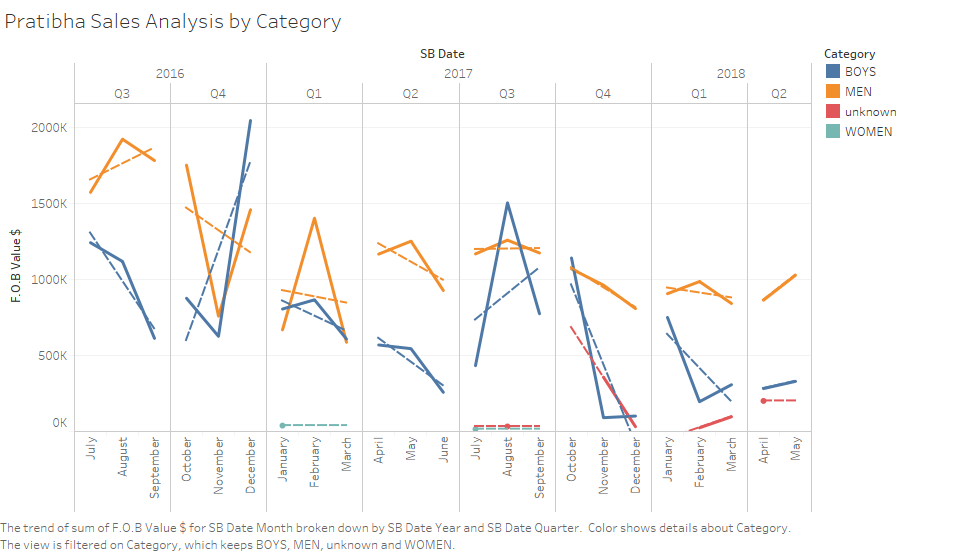 Pratibha Sales Analysis by Category
SB Date
Category
2016 2017 2018
Q3 Q4 Q1 Q2 Q3 Q4 Q1 Q2
BOYS
MEN
unknown
WOMEN
2000K
1500K
1000K
500K
0K
F.O.B Value $
July August September October November December January February March April May June July August September October November December January February March April May
The trend of sum of F.O.B Value $ for SB Date Month broken down by SB Date Year and SB Date Quarter. Color shows details about Category.
The view is filtered on Category, which keeps BOYS, MEN, unknown and WOMEN.